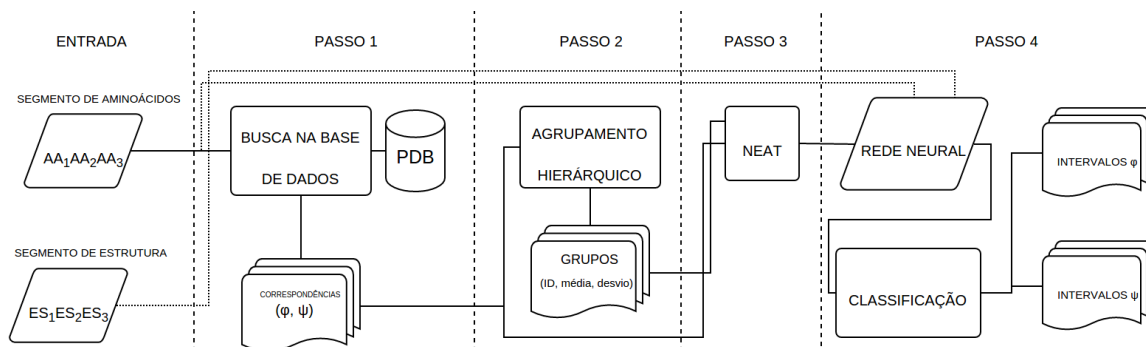 ENTRADA
PASSO 1
PASSO 2
PASSO 3
PASSO 4
SEGMENTO DE AMINOÁCIDOS
AA₁AA₂AA₃
SEGMENTO DE ESTRUTURA
ES₁ES₂ES₃
BUSCA NA BASE
DE DADOS
PDB
CORRESPONDÊNCIAS
(φ, ψ)
AGRUPAMENTO
HIERÁRQUICO
GRUPOS
(ID, média, desvio)
NEAT
REDE NEURAL
CLASSIFICAÇÃO
INTERVALOS φ
INTERVALOS ψ